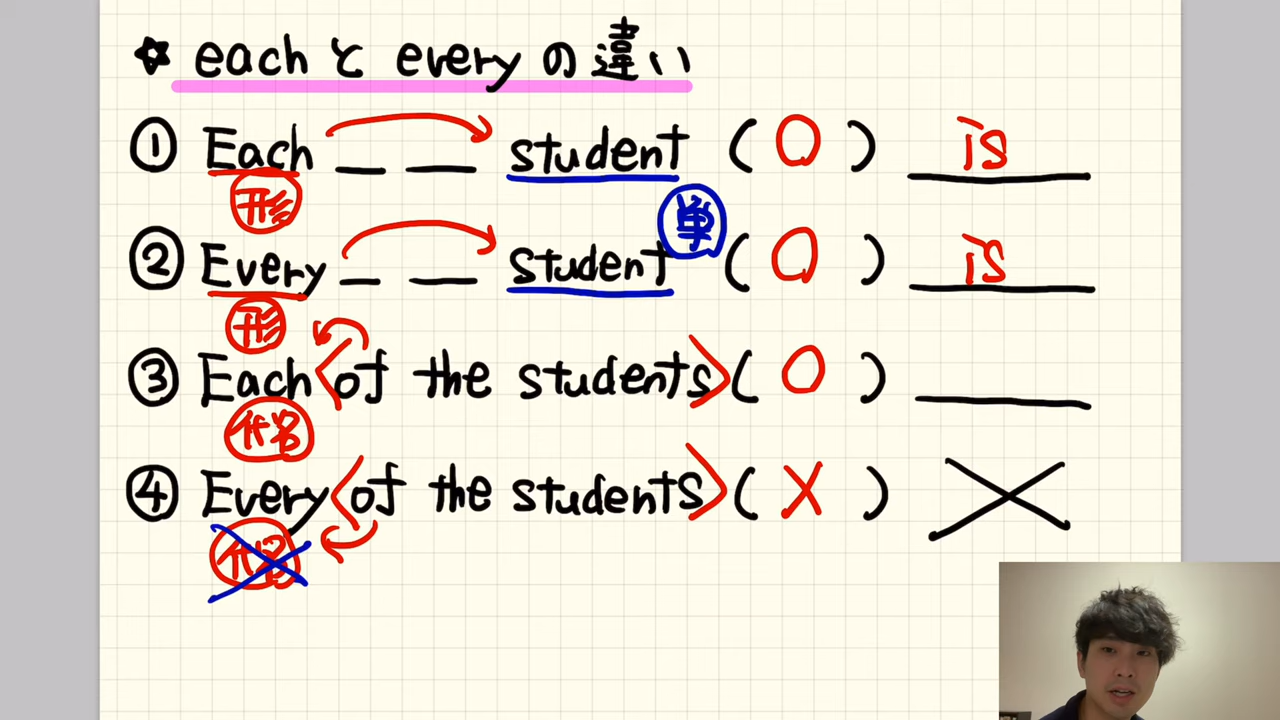 ☆ each と every の違い
① Each _ _ student ( O ) is
形
単
② Every _ _ student ( O ) is
形
③ Each <of the students> ( O ) _
代名
④ Every <of the students> ( X ) X
代名